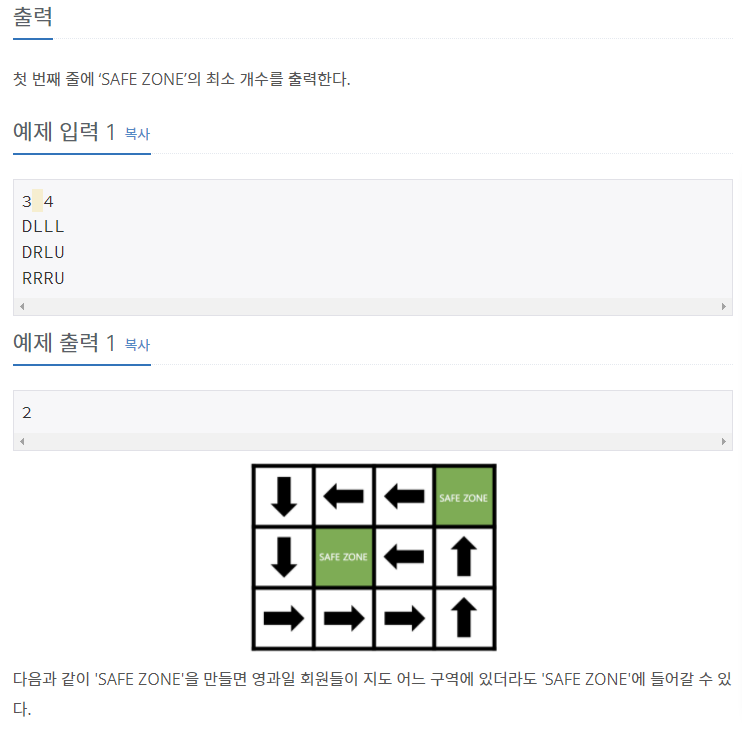 출력
첫 번째 줄에 ‘SAFE ZONE’의 최소 개수를 출력한다.
예제 입력 1 복사
3 4
DLLL
DRLU
RRRU
예제 출력 1 복사
2
SAFE ZONE
SAFE ZONE
다음과 같이 'SAFE ZONE'을 만들면 영과일 회원들이 지도 어느 구역에 있더라도 'SAFE ZONE'에 들어갈 수 있
다.